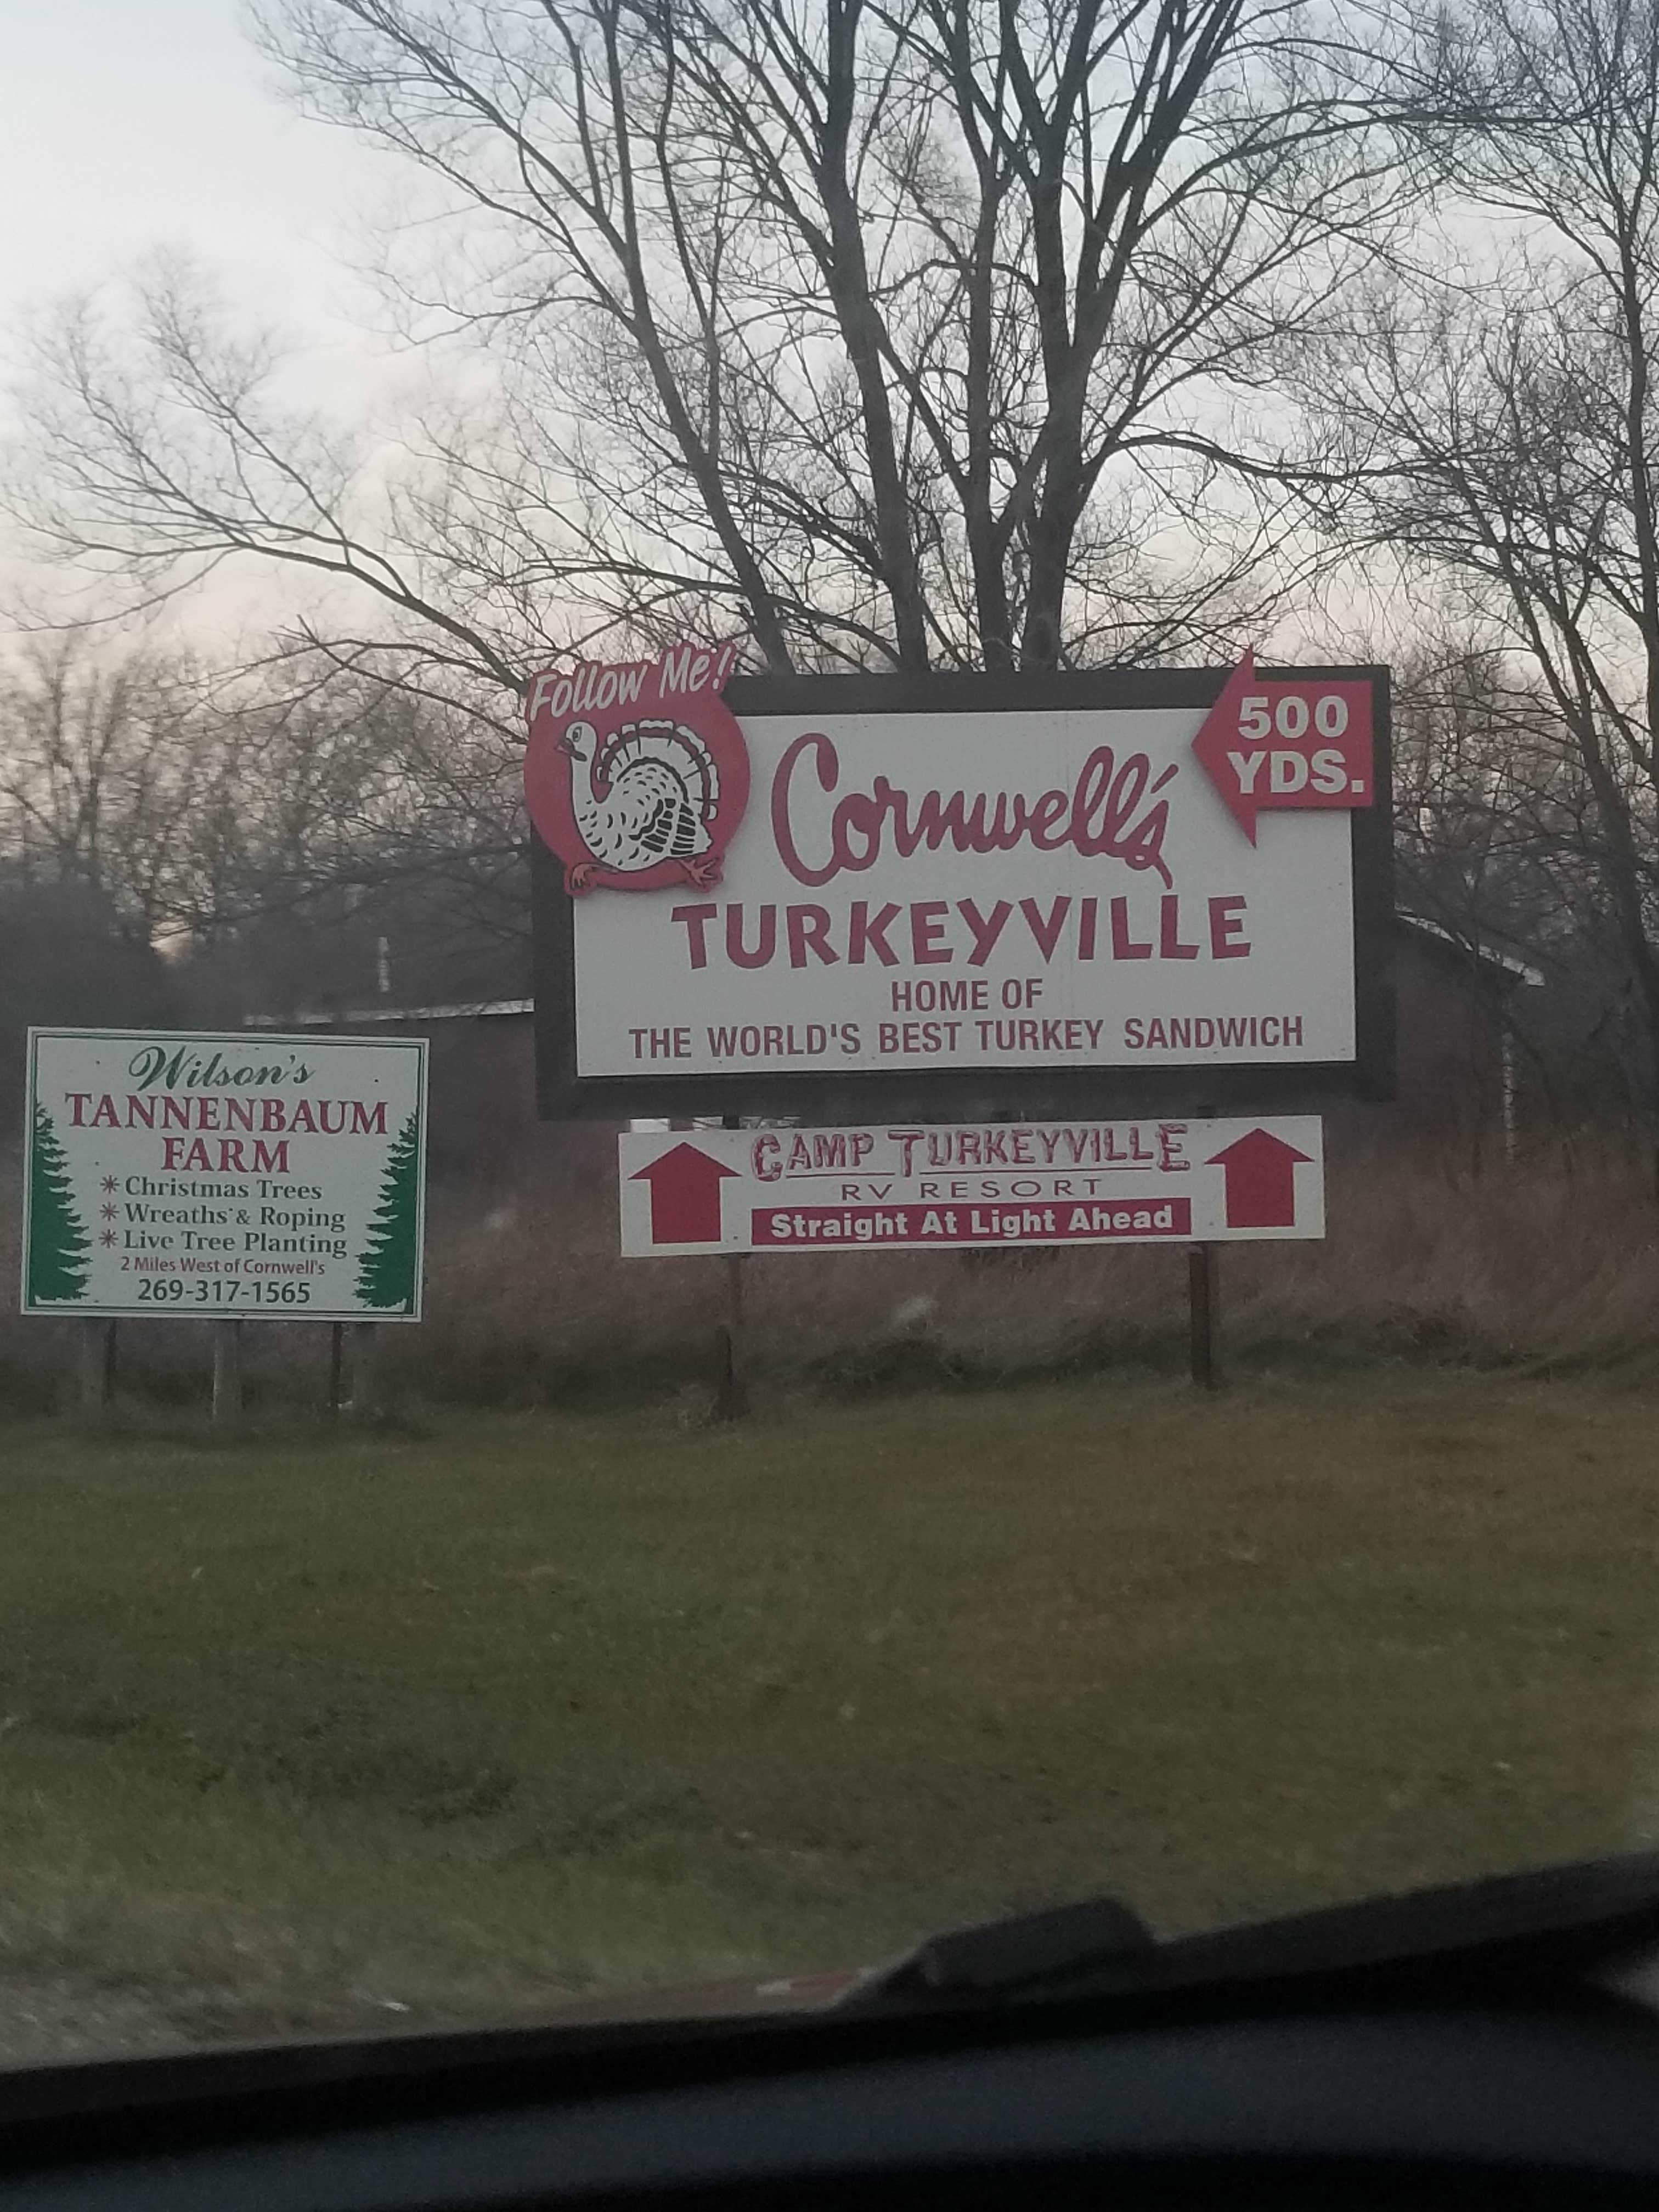 Follow Me!
Cornwell's
500
YDS.
TURKEYVILLE
HOME OF
THE WORLD'S BEST TURKEY SANDWICH
CAMP TURKEYVILLE
RV RESORT
Straight At Light Ahead
Wilson's
TANNENBAUM
FARM
* Christmas Trees
* Wreaths & Roping
* Live Tree Planting
2 Miles West of Cornwell's
269-317-1565